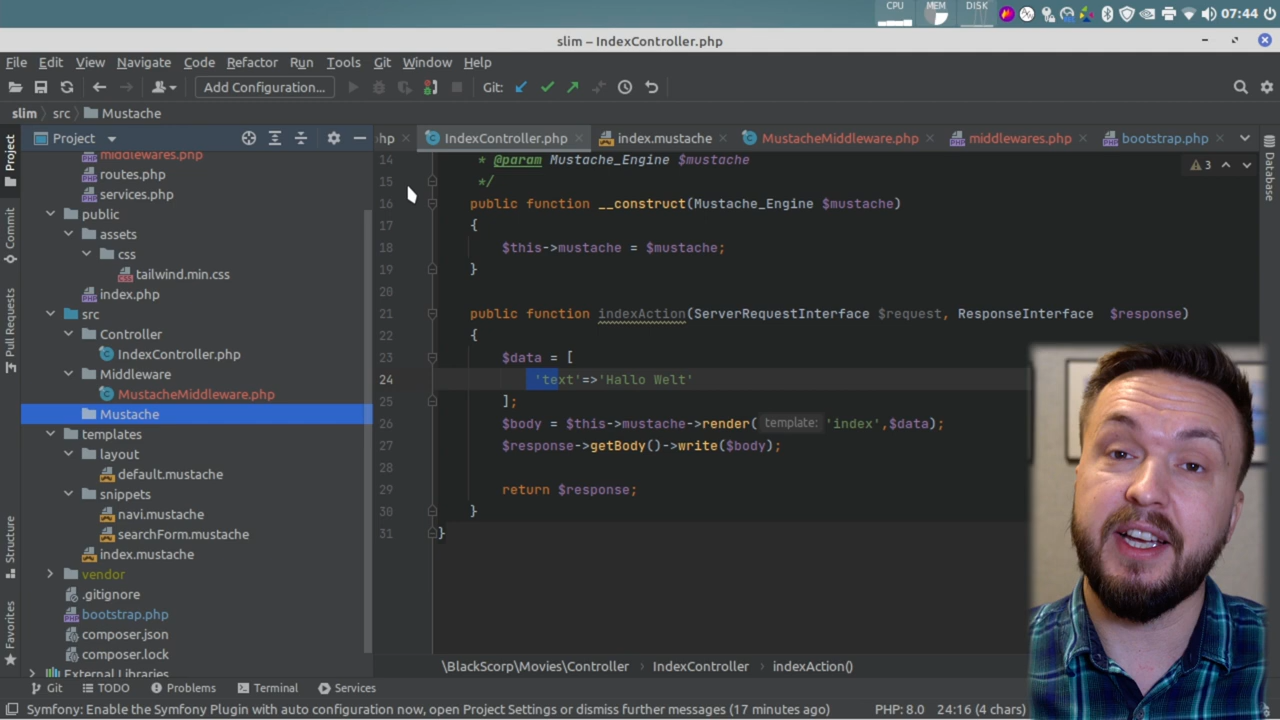 CPU MEM DISK 07:44
slim – IndexController.php
File Edit View Navigate Code Refactor Run Tools Git Window Help
Add Configuration... Git:
slim src Mustache
Project hp IndexController.php index.mustache MustacheMiddleware.php middlewares.php bootstrap.php
middlewares.php
routes.php
services.php
public
assets
css
tailwind.min.css
index.php
src
Controller
IndexController.php
Middleware
MustacheMiddleware.php
Mustache
templates
layout
default.mustache
snippets
navi.mustache
searchForm.mustache
index.mustache
vendor
.gitignore
bootstrap.php
composer.json
composer.lock
External Libraries
Project
Commit
Pull Requests
Structure
Favorites
14 * @param Mustache_Engine $mustache
15 */
16 public function __construct(Mustache_Engine $mustache)
17 {
18 $this->mustache = $mustache;
19 }
20
21 public function indexAction(ServerRequestInterface $request, ResponseInterface $response)
22 {
23 $data = [
24 'text'=>'Hallo Welt'
25 ];
26 $body = $this->mustache->render( template: 'index',$data);
27 $response->getBody()->write($body);
28
29 return $response;
30 }
31 }
3
Database
\BlackScorp\Movies\Controller IndexController indexAction()
Git TODO Problems Terminal Services
Symfony: Enable the Symfony Plugin with auto configuration now, open Project Settings or dismiss further messages (17 minutes ago) PHP: 8.0 24:16 (4 chars)